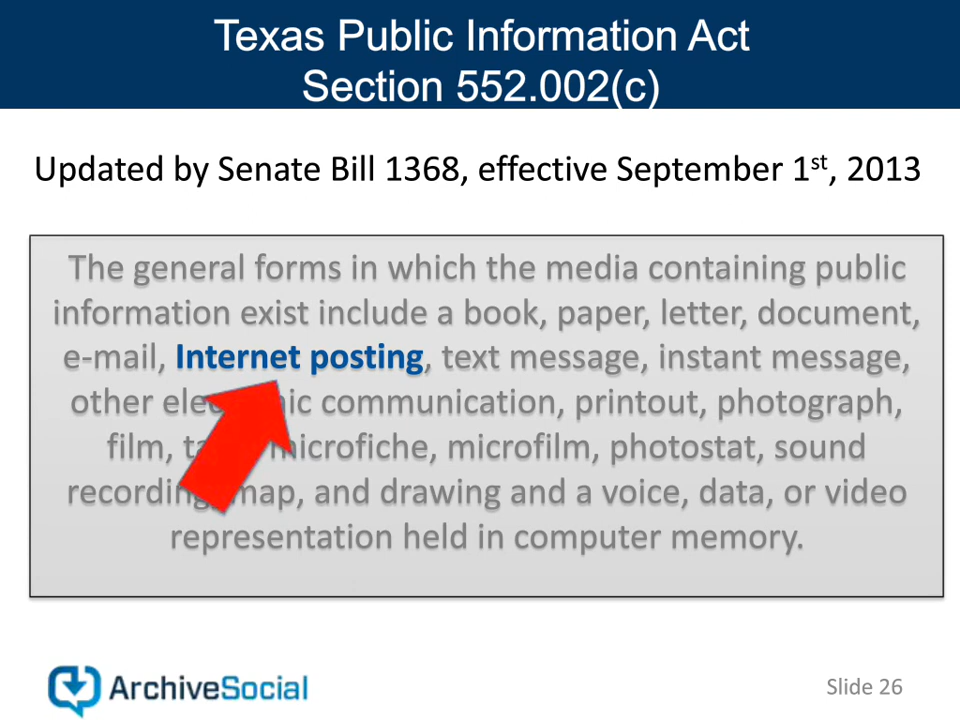 Texas Public Information Act
Section 552.002(c)
Updated by Senate Bill 1368, effective September 1st, 2013
The general forms in which the media containing public
information exist include a book, paper, letter, document,
e-mail, Internet posting, text message, instant message,
other communication, printout, photograph,
film, microfiche, microfilm, photostat, sound
recording, map, and drawing and a voice, data, or video
representation held in computer memory.
ArchiveSocial
Slide 26